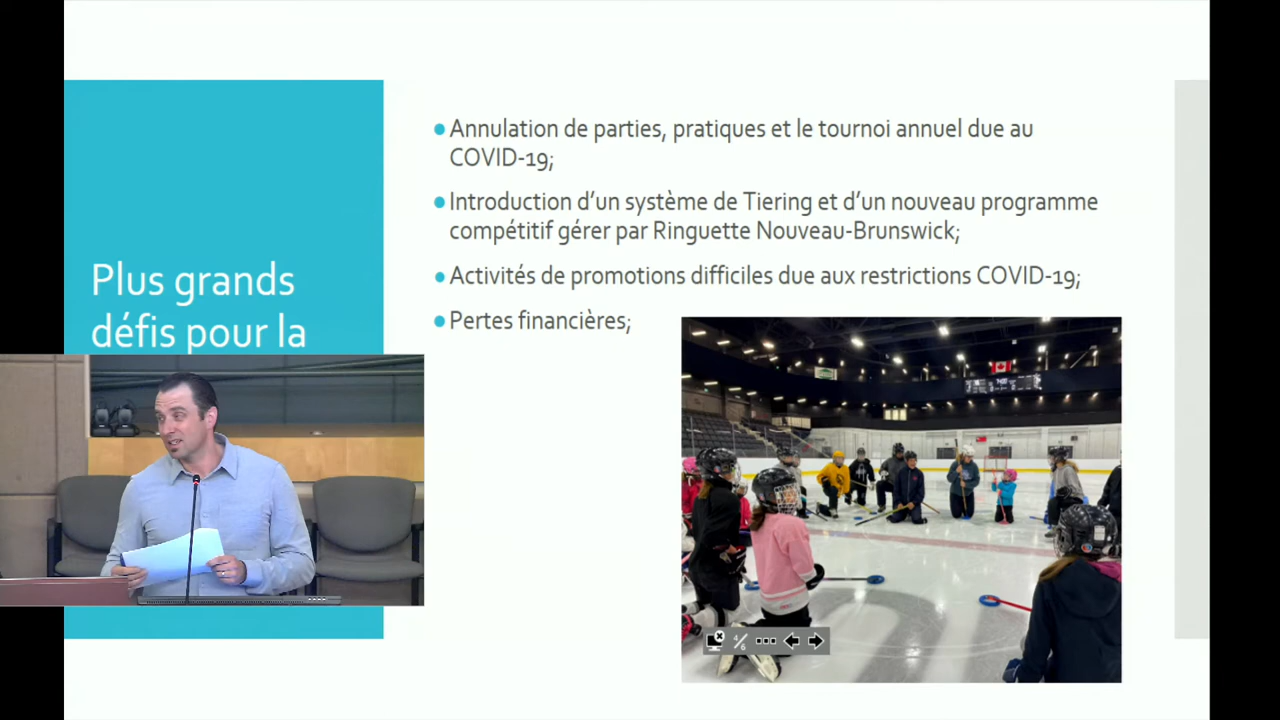 Plus grands
défis pour la
●Annulation de parties, pratiques et le tournoi annuel due au
COVID-19;
●Introduction d’un système de Tiering et d’un nouveau programme
compétitif gérer par Ringuette Nouveau-Brunswick;
●Activités de promotions difficiles due aux restrictions COVID-19;
●Pertes financières;
4/6